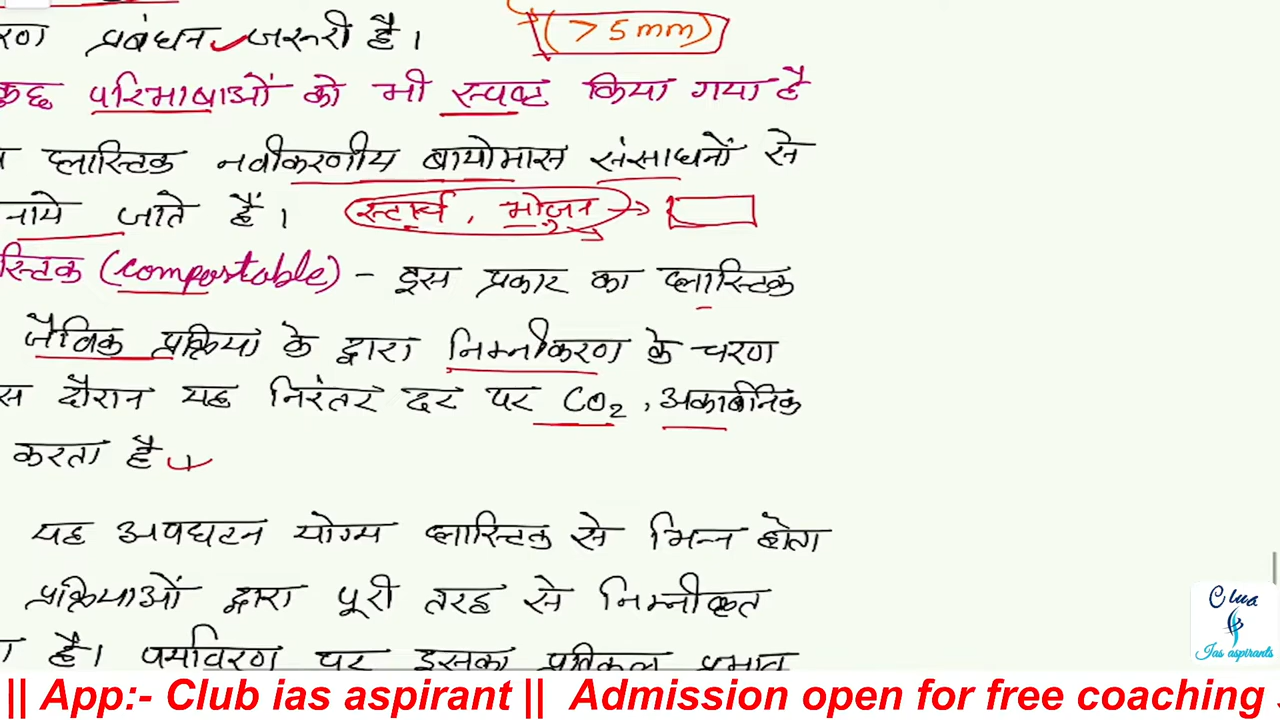 रण प्रबंधन जरूरी है। (> 5mm)
कुछ परिभाषाओं को भी स्पष्ट किया गया है
प्लास्टिक नवीकरणीय बायोमास संसाधनों से
नाये जाते हैं। स्टार्च, भोजन →
स्टिक (compostable) - इस प्रकार का प्लास्टिक
जैविक प्रक्रिया के द्वारा निम्नीकरण के चरण
स दौरान यह निरंतर दर पर CO₂, अकार्बनिक
करता है
यह अपघटन योग्य प्लास्टिक से भिन्न होता
प्रक्रियाओं द्वारा पूरी तरह से निम्नीकृत
है। पर्यावरण पर इसका प्रतिकूल प्रभाव
Club
Ias aspirants
|| App:- Club ias aspirant || Admission open for free coaching